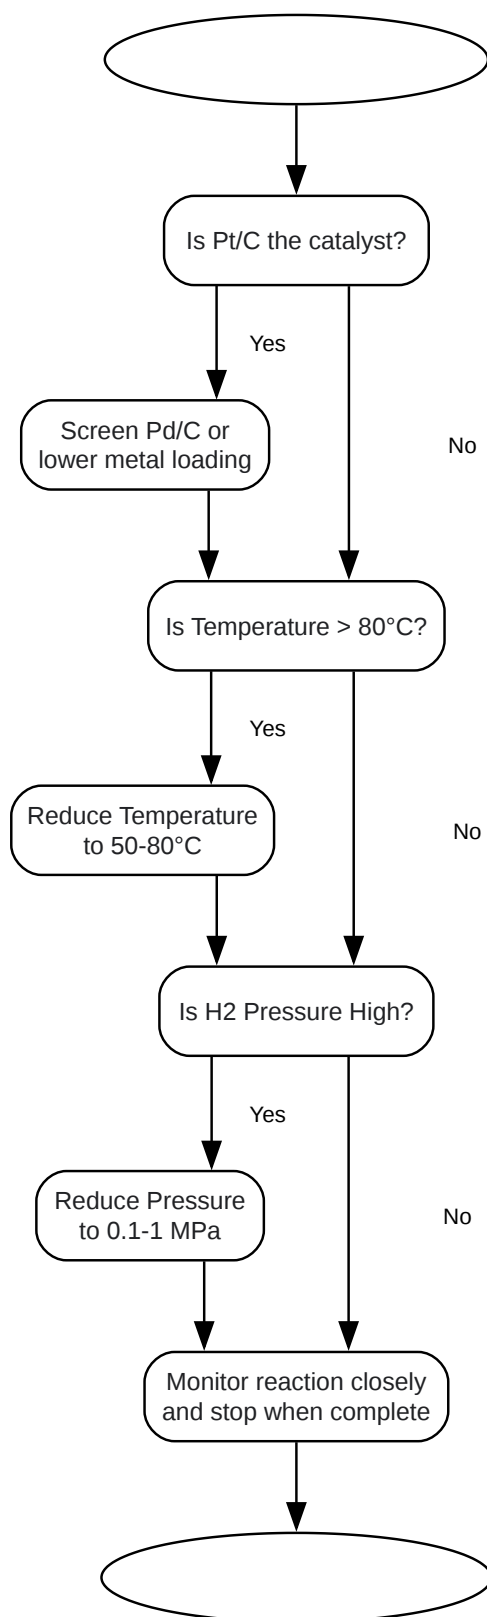 Is Pt/C the catalyst?
Yes
Screen Pd/C or
lower metal loading
No
Is Temperature > 80°C?
Yes
Reduce Temperature
to 50-80°C
No
Is H2 Pressure High?
Yes
Reduce Pressure
to 0.1-1 MPa
No
Monitor reaction closely
and stop when complete